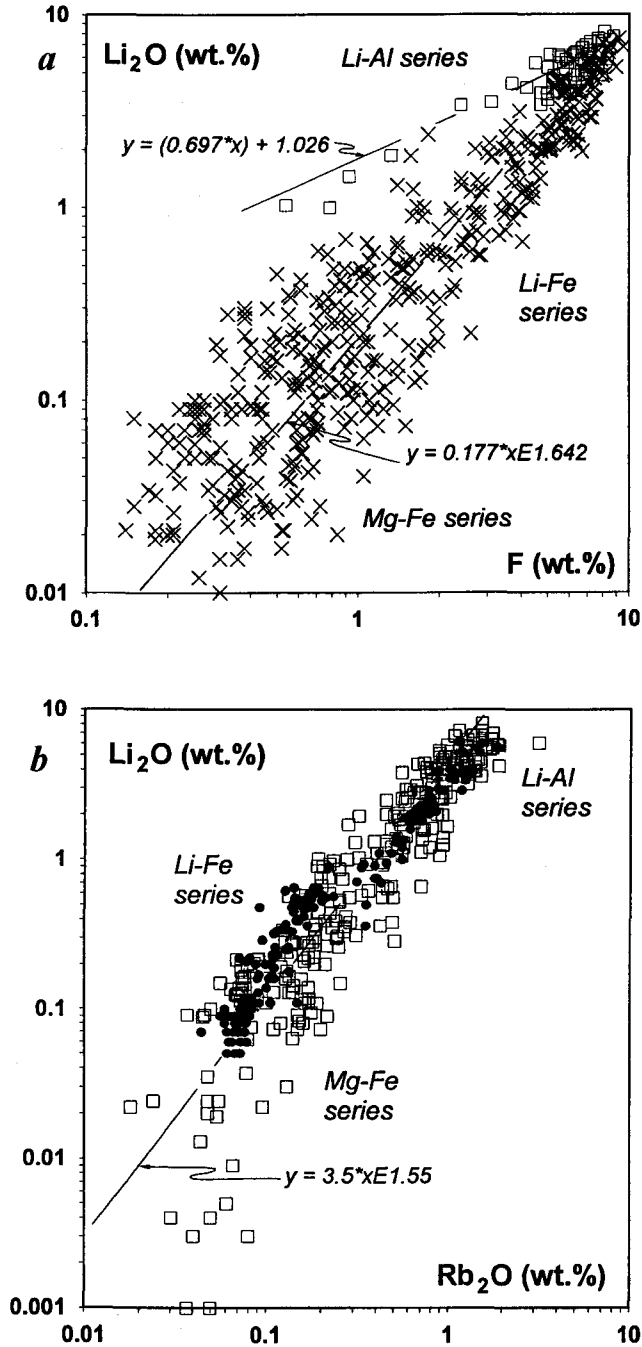 10
a
Li2O (wt.%)
Li-Al series
y = (0.697*x) + 1.026
1
Li-Fe
series
0.1
y = 0.177*xE1.642
Mg-Fe series
F (wt.%)
0.01
0.1
1
10
10
b
Li2O (wt.%)
Li-Al
series
Li-Fe
series
1
0.1
Mg-Fe
series
0.01
y = 3.5*xE1.55
Rb2O (wt.%)
0.001
0.01
0.1
1
10